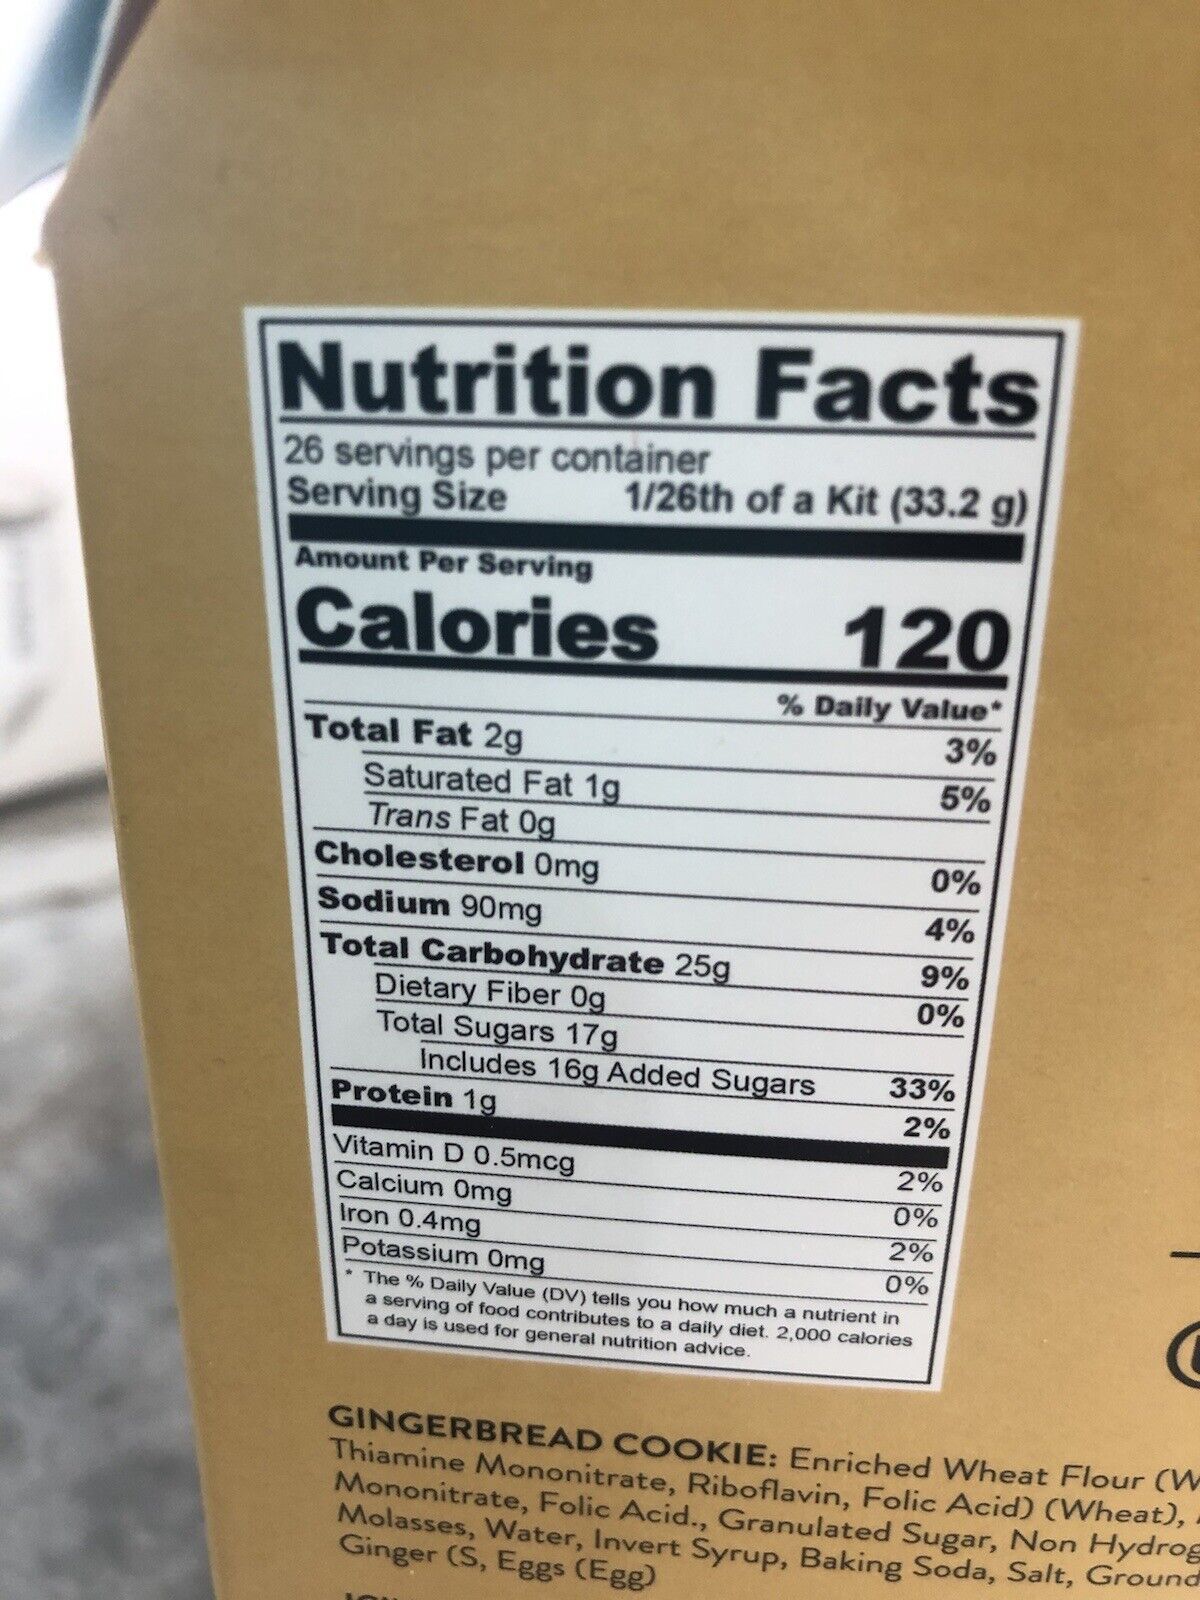 Nutrition Facts
26 servings per container
Serving Size 1/26th of a Kit (33.2 g)
Amount Per Serving
Calories 120
% Daily Value*
Total Fat 2g 3%
Saturated Fat 1g 5%
Trans Fat 0g
Cholesterol 0mg 0%
Sodium 90mg 4%
Total Carbohydrate 25g 9%
Dietary Fiber 0g 0%
Total Sugars 17g
Includes 16g Added Sugars 33%
Protein 1g 2%
Vitamin D 0.5mcg 2%
Calcium 0mg 0%
Iron 0.4mg 2%
Potassium 0mg 0%
* The % Daily Value (DV) tells you how much a nutrient in
a serving of food contributes to a daily diet. 2,000 calories
a day is used for general nutrition advice.
GINGERBREAD COOKIE: Enriched Wheat Flour (W
Thiamine Mononitrate, Riboflavin, Folic Acid) (Wheat),
Mononitrate, Folic Acid., Granulated Sugar, Non Hydrog
Molasses, Water, Invert Syrup, Baking Soda, Salt, Ground
Ginger (S, Eggs (Egg)